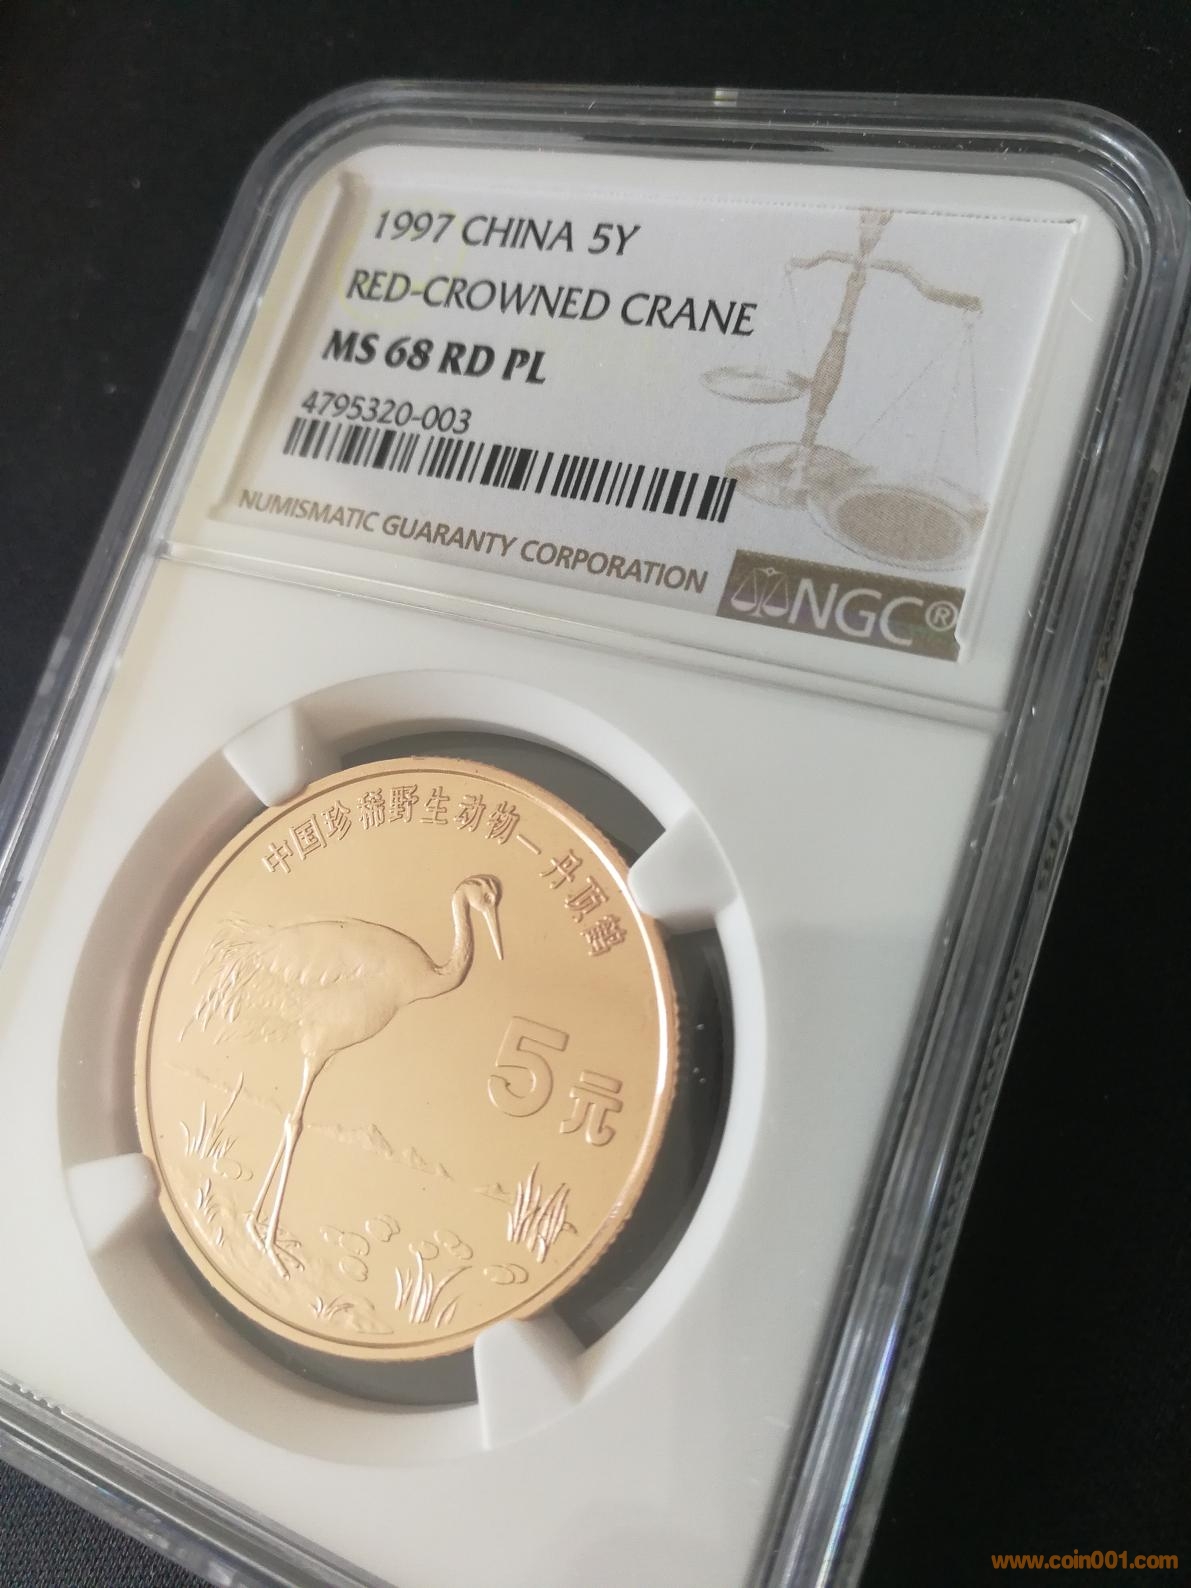 1997 CHINA 5Y
RED-CROWNED CRANE
MS 68 RD PL
4795320-003
NUMISMATIC GUARANTY CORPORATION
NGC®
中国珍稀野生动物—丹顶鹤
5元
www.coin001.com